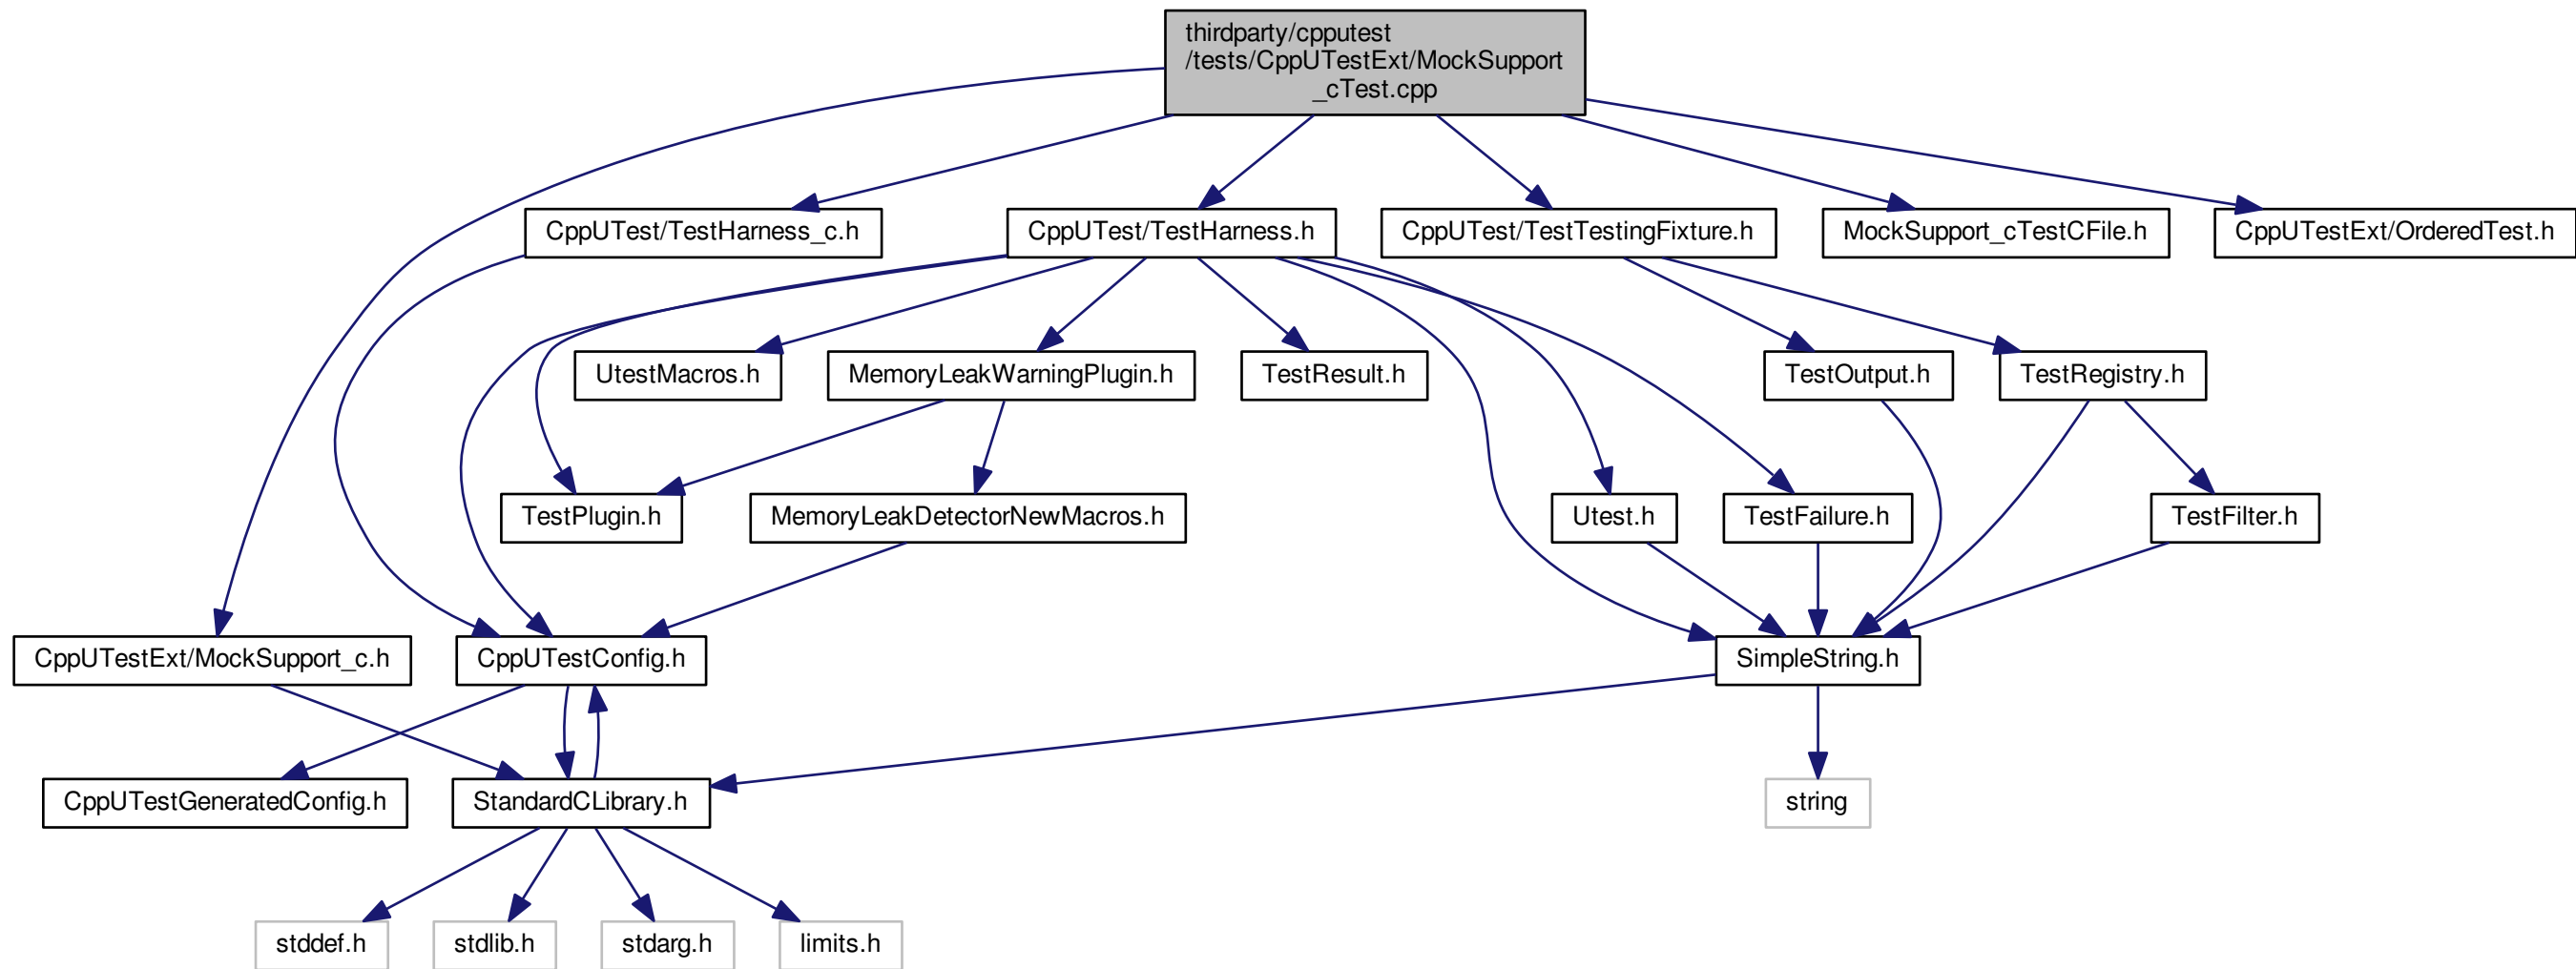 thirdparty/cpputest
/tests/CppUTestExt/MockSupport
_cTest.cpp
CppUTest/TestHarness_c.h
CppUTest/TestHarness.h
CppUTest/TestTestingFixture.h
MockSupport_cTestCFile.h
CppUTestExt/OrderedTest.h
UtestMacros.h
MemoryLeakWarningPlugin.h
TestResult.h
TestOutput.h
TestRegistry.h
TestPlugin.h
MemoryLeakDetectorNewMacros.h
Utest.h
TestFailure.h
TestFilter.h
CppUTestExt/MockSupport_c.h
CppUTestConfig.h
SimpleString.h
CppUTestGeneratedConfig.h
StandardCLibrary.h
string
stddef.h
stdlib.h
stdarg.h
limits.h